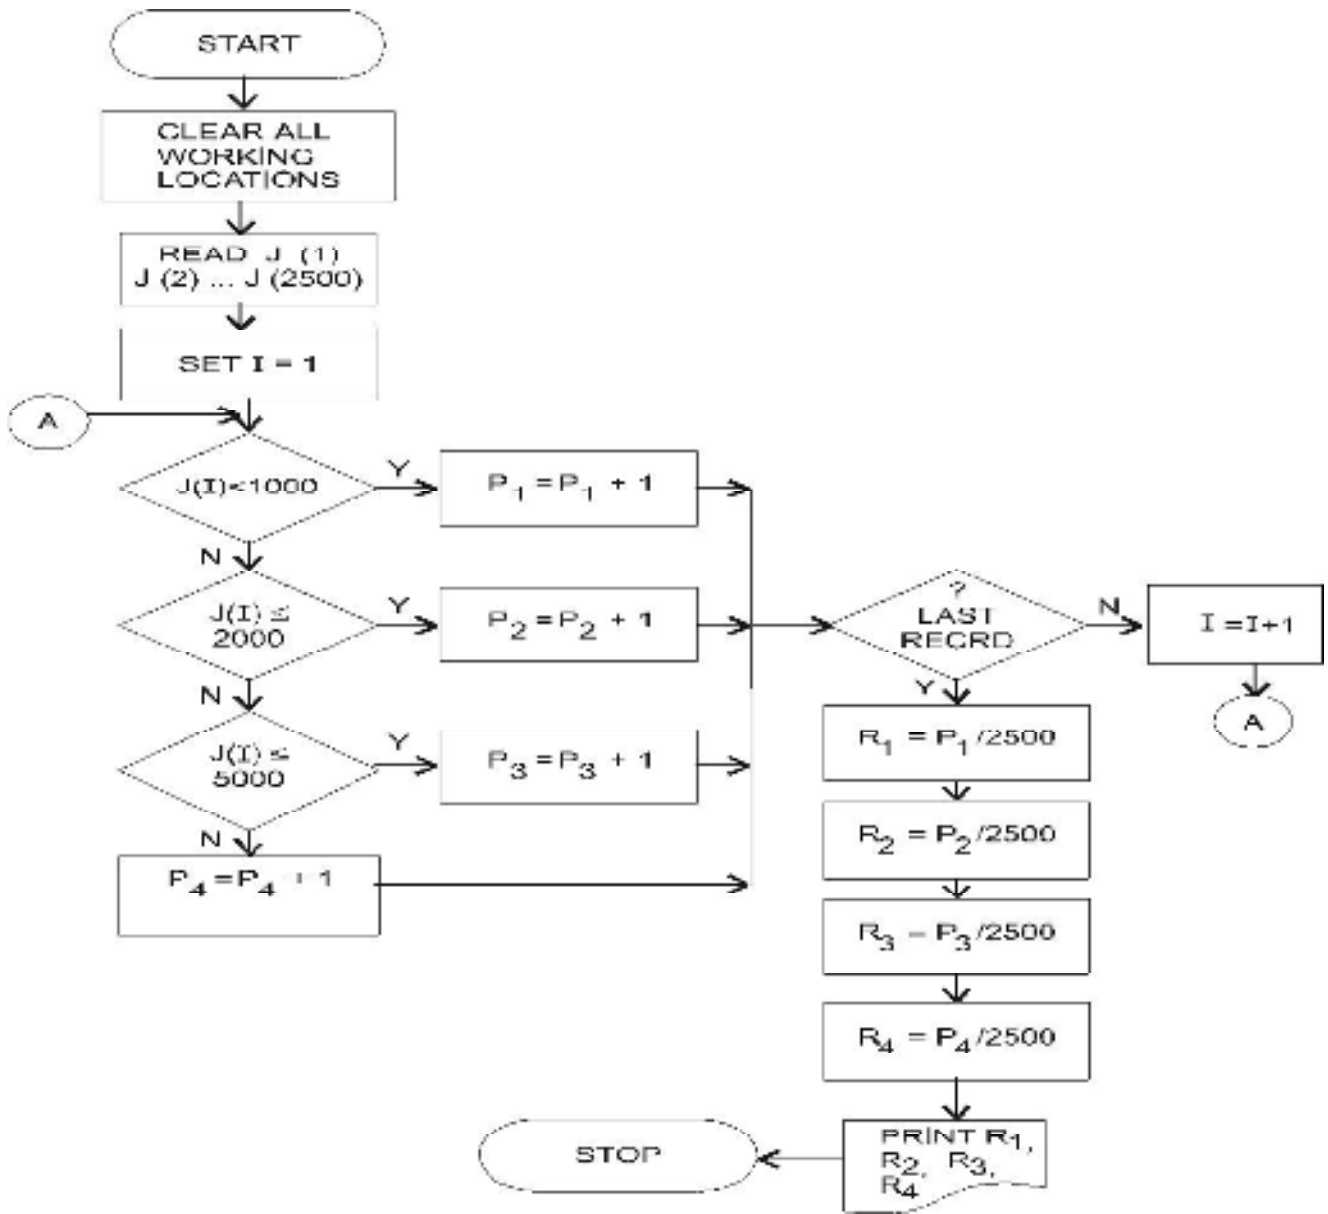 START
CLEAR ALL
WORKING
LOCATIONS
READ J (1)
J (2) ... J (2500)
SET I = 1
A
J(I)<1000
Y
P1 = P1 + 1
N
J(I) ≤
2000
Y
P2 = P2 + 1
?
LAST
RECRD
N
I = I+1
A
N
Y
J(I) ≤
5000
Y
P3 = P3 + 1
R1 = P1 /2500
N
P4 = P4 + 1
R2 = P2 /2500
R3 = P3 /2500
R4 = P4 /2500
PRINT R1,
R2, R3,
R4
STOP